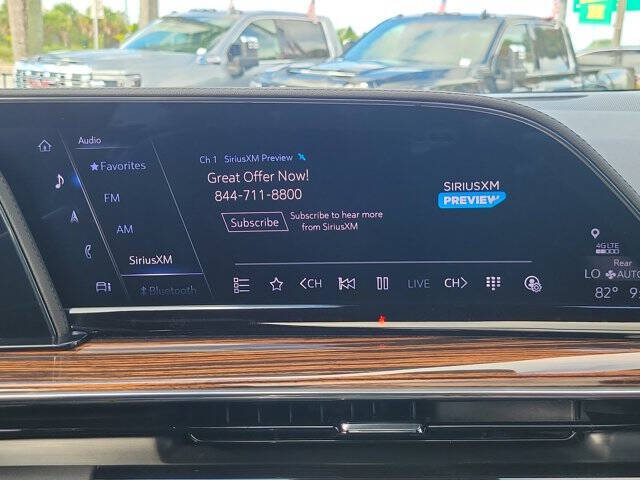 Audio
Favorites
FM
AM
SiriusXM
Bluetooth
Ch 1 SiriusXM Preview
Great Offer Now!
844-711-8800
Subscribe
Subscribe to hear more
from SiriusXM
SIRIUSXM
PREVIEW
<CH
LIVE
CH>
4G LTE
Rear
LO AUTO
82°